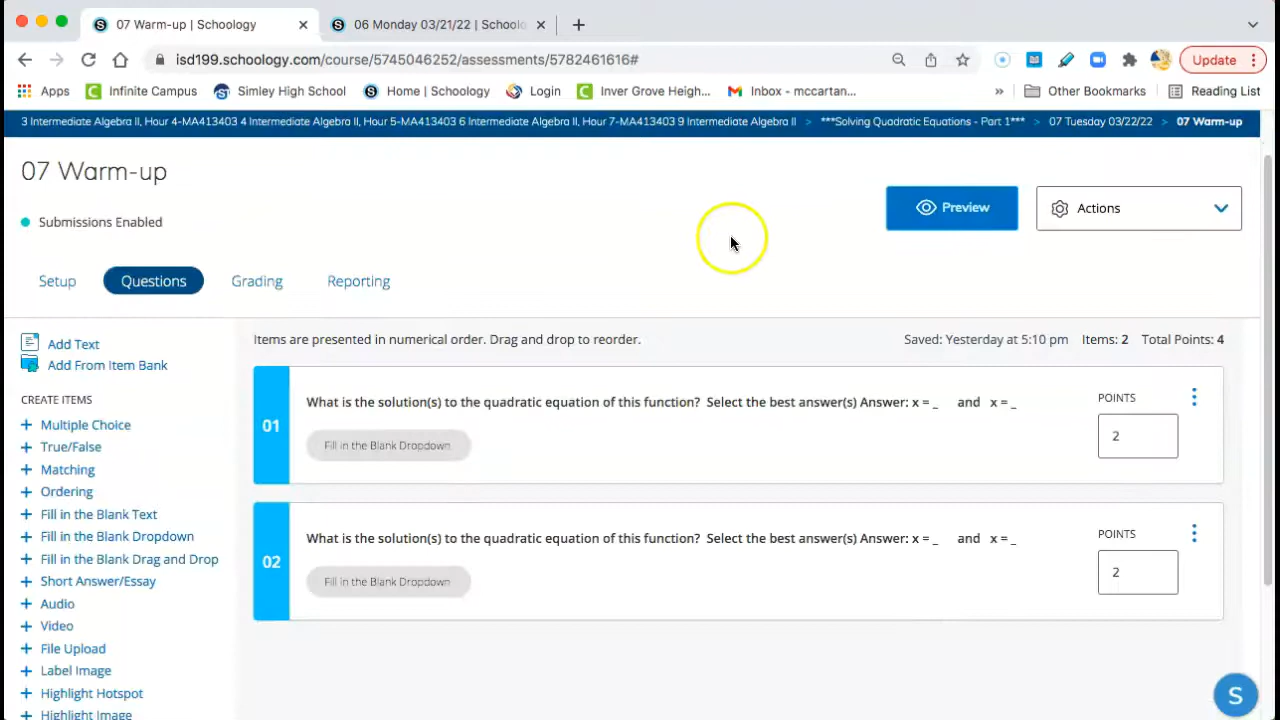 07 Warm-up | Schoology
06 Monday 03/21/22 | Schoolo
isd199.schoology.com/course/5745046252/assessments/5782461616#
Update
Apps
Infinite Campus
Simley High School
Home | Schoology
Login
Inver Grove Heigh...
Inbox - mccartan...
»
Other Bookmarks
Reading List
3 Intermediate Algebra II, Hour 4-MA413403 4 Intermediate Algebra II, Hour 5-MA413403 6 Intermediate Algebra II, Hour 7-MA413403 9 Intermediate Algebra II > ***Solving Quadratic Equations - Part 1*** > 07 Tuesday 03/22/22 > 07 Warm-up
07 Warm-up
Preview
Actions
Submissions Enabled
Setup
Questions
Grading
Reporting
Add Text
Add From Item Bank
CREATE ITEMS
+ Multiple Choice
+ True/False
+ Matching
+ Ordering
+ Fill in the Blank Text
+ Fill in the Blank Dropdown
+ Fill in the Blank Drag and Drop
+ Short Answer/Essay
+ Audio
+ Video
+ File Upload
+ Label Image
+ Highlight Hotspot
+ Highlight Image
Items are presented in numerical order. Drag and drop to reorder.
Saved: Yesterday at 5:10 pm Items: 2 Total Points: 4
01
What is the solution(s) to the quadratic equation of this function? Select the best answer(s) Answer: x = _ and x = _
Fill in the Blank Dropdown
POINTS
2
02
What is the solution(s) to the quadratic equation of this function? Select the best answer(s) Answer: x = _ and x = _
Fill in the Blank Dropdown
POINTS
2
S